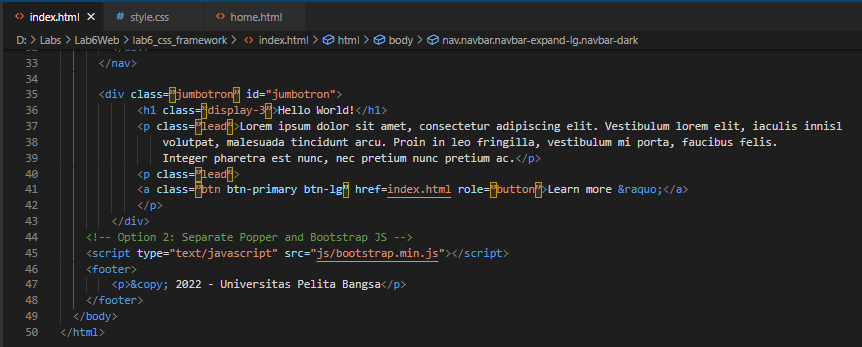 index.html
style.css
home.html
D: > Labs > Lab6Web > lab6_css_framework > index.html > html > body > nav.navbar.navbar-expand-lg.navbar-dark
32 </div>
33 </nav>
34
35 <div class=”jumbotron” id="jumbotron">
36 <h1 class=”display-3”>Hello World!</h1>
37 <p class=”lead”>Lorem ipsum dolor sit amet, consectetur adipiscing elit. Vestibulum lorem elit, iaculis innisl
38 volutpat, malesuada tincidunt arcu. Proin in leo fringilla, vestibulum mi porta, faucibus felis.
39 Integer pharetra est nunc, nec pretium nunc pretium ac.</p>
40 <p class=”lead”>
41 <a class=”btn btn-primary btn-lg” href=index.html role=”button”>Learn more &raquo;</a>
42 </p>
43 </div>
44 <!-- Option 2: Separate Popper and Bootstrap JS -->
45 <script type="text/javascript" src="js/bootstrap.min.js"></script>
46 <footer>
47 <p>&copy; 2022 - Universitas Pelita Bangsa</p>
48 </footer>
49 </body>
50 </html>